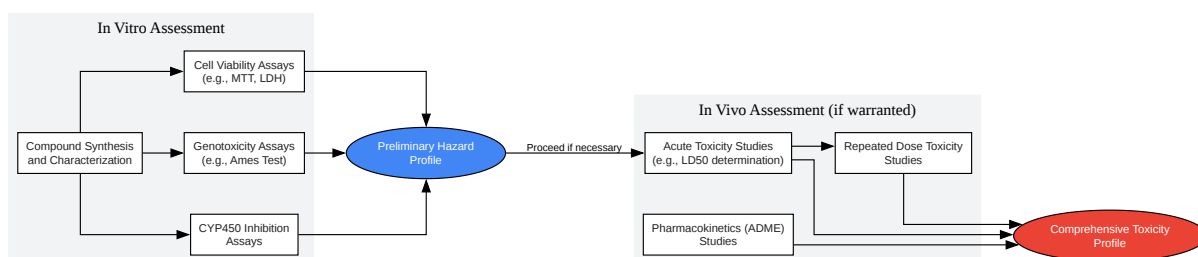 In Vitro Assessment
Cell Viability Assays
(e.g., MTT, LDH)
Compound Synthesis
and Characterization
Genotoxicity Assays
(e.g., Ames Test)
CYP450 Inhibition
Assays
Preliminary Hazard
Profile
Proceed if necessary
In Vivo Assessment (if warranted)
Acute Toxicity Studies
(e.g., LD50 determination)
Repeated Dose Toxicity
Studies
Pharmacokinetics (ADME)
Studies
Comprehensive Toxicity
Profile